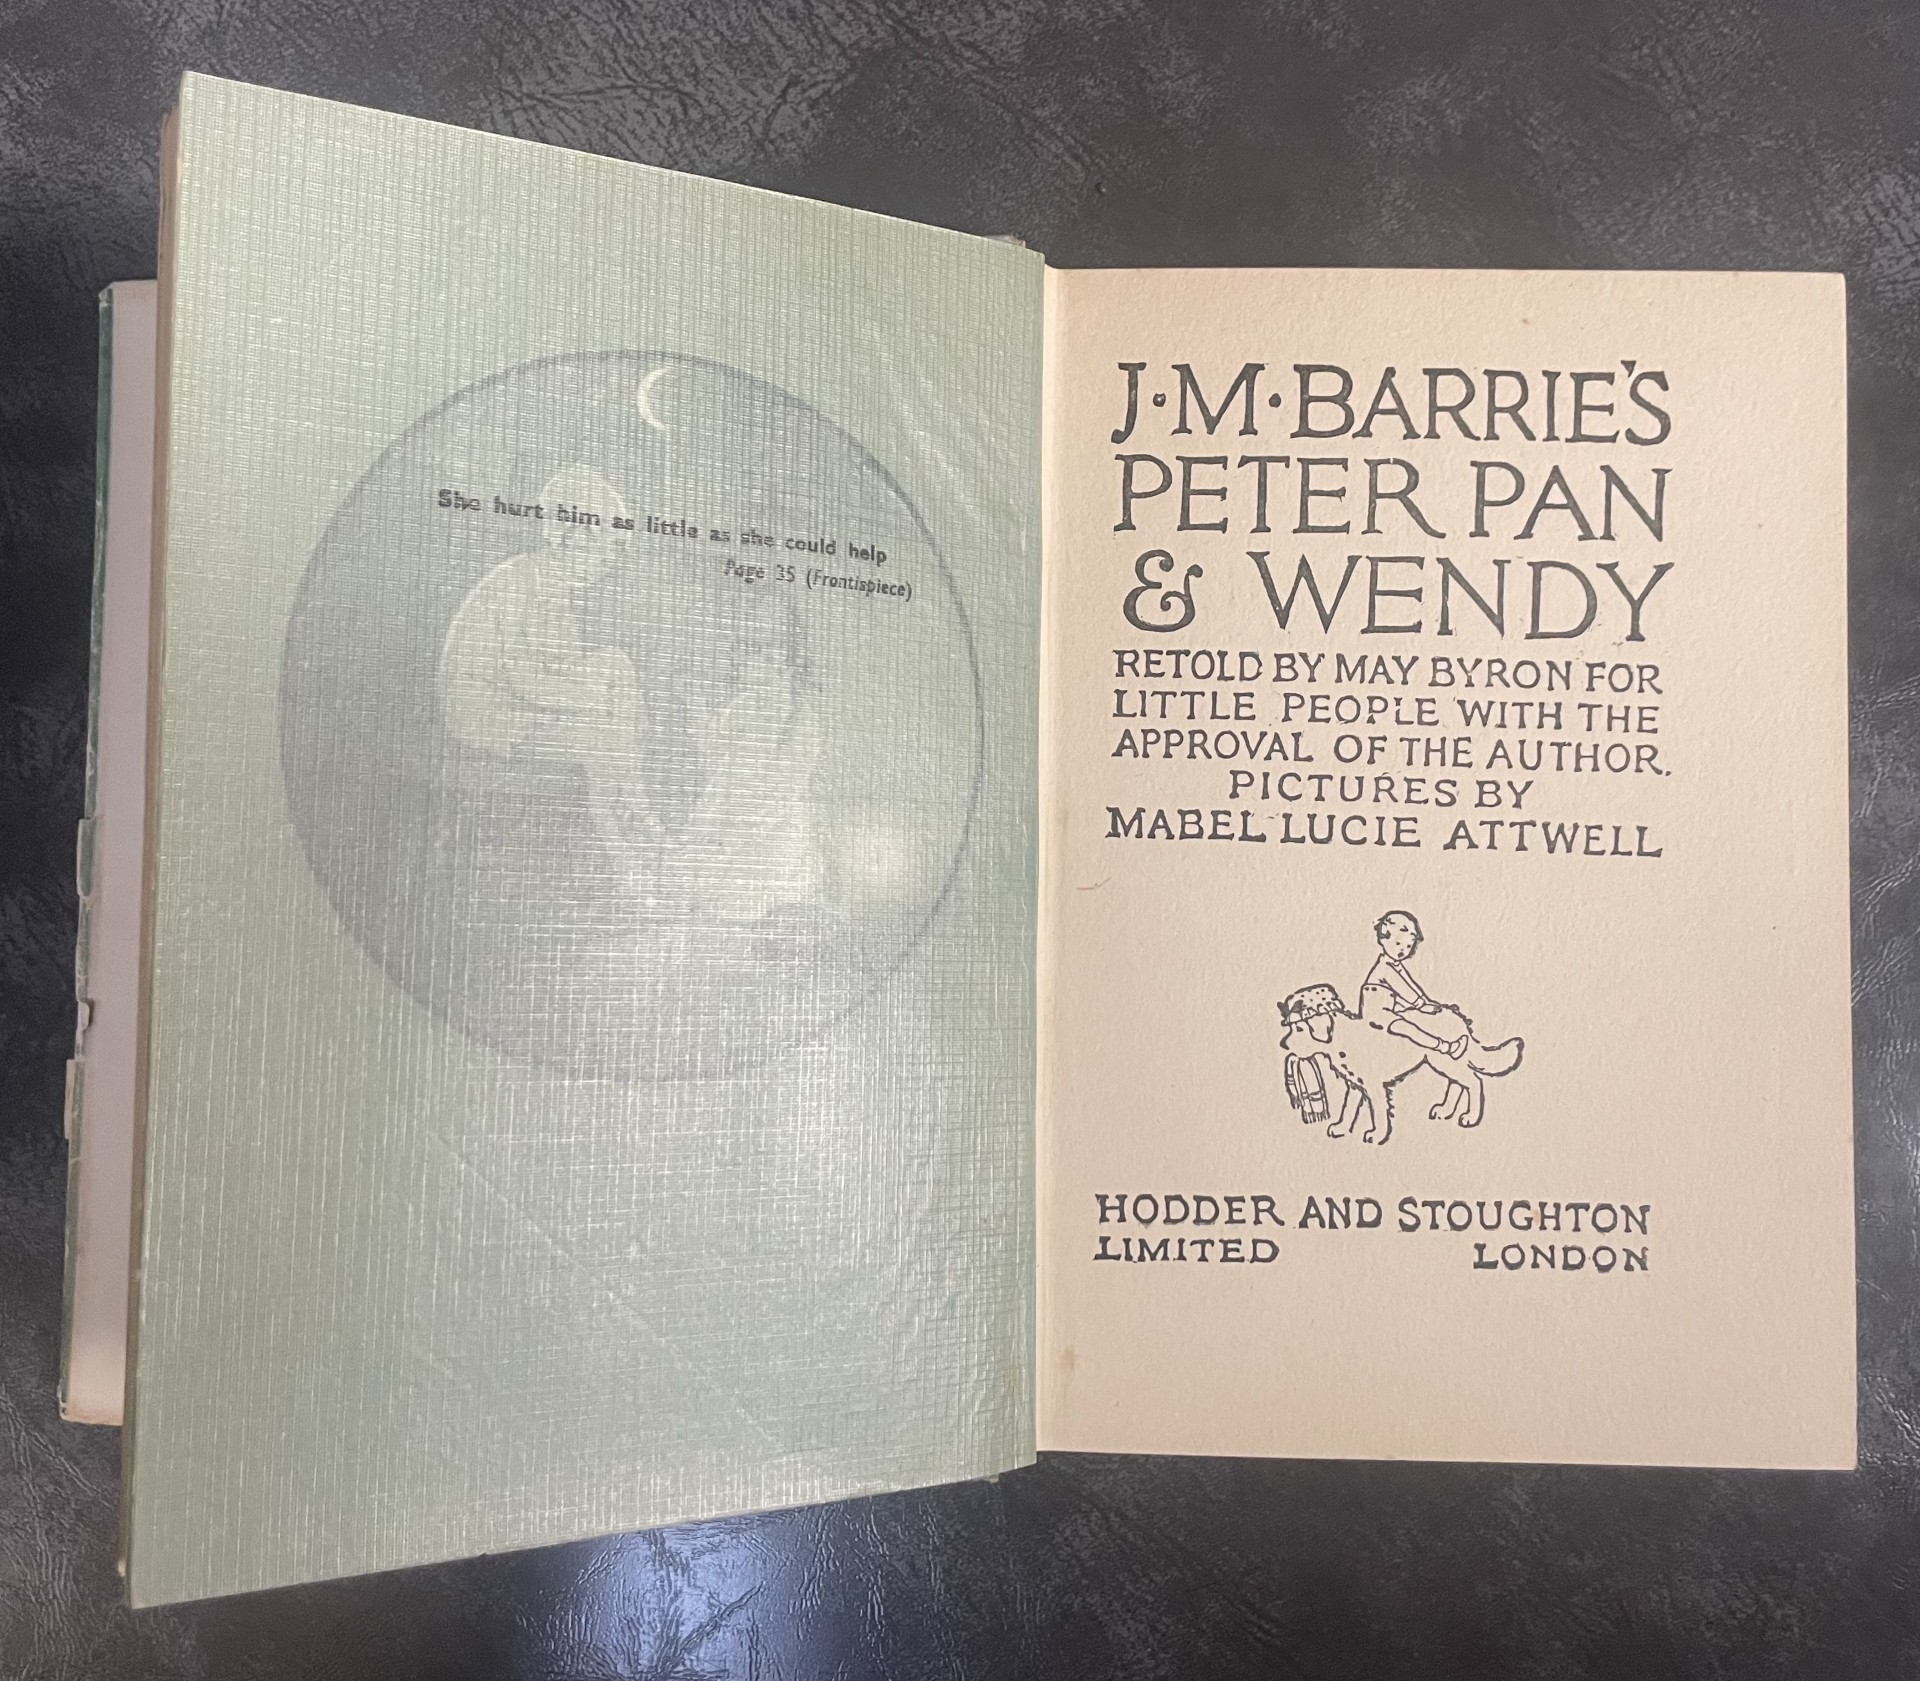 She hurt him as little as she could help
Page 35 (Frontispiece)
J·M·BARRIE'S
PETER PAN
& WENDY
RETOLD BY MAY BYRON FOR
LITTLE PEOPLE WITH THE
APPROVAL OF THE AUTHOR.
PICTURES BY
MABEL LUCIE ATTWELL
HODDER AND STOUGHTON
LIMITED LONDON